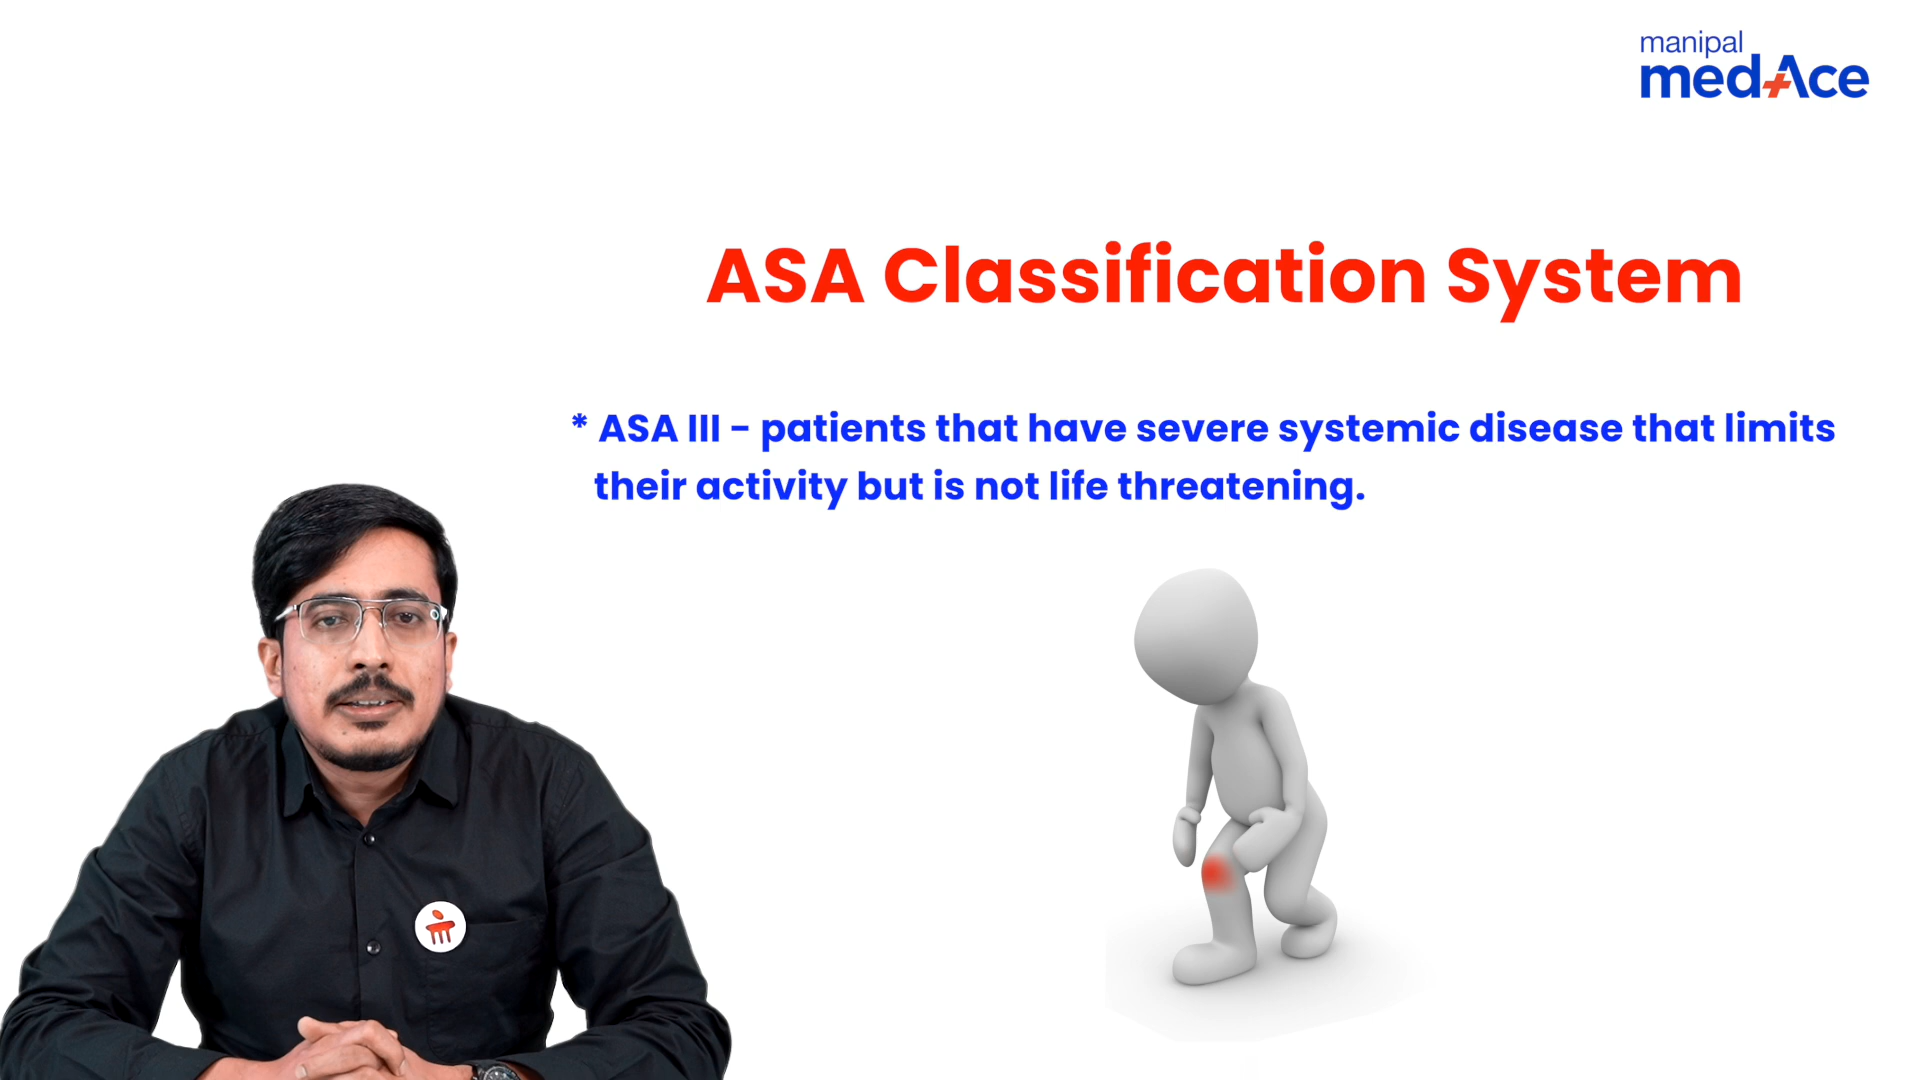 manipal
medAce
ASA Classification System
* ASA III - patients that have severe systemic disease that limits
their activity but is not life threatening.